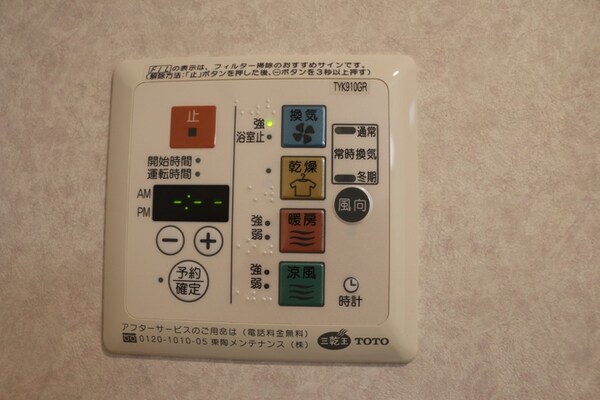 FILの表示は、フィルター掃除のおすすめサインです。
(解除方法:「止」ボタンを押した後、⊖ボタンを3秒以上押す)
TYK910GR
止
開始時間
運転時間
AM
PM
-:--
− +
予約
確定
強
浴室止
換気
乾燥
強
弱
暖房
強
弱
涼風
通常
常時換気
冬期
風向
時計
アフターサービスのご用命は(電話料金無料)
0120-1010-05 東陶メンテナンス(株)
三乾王 TOTO